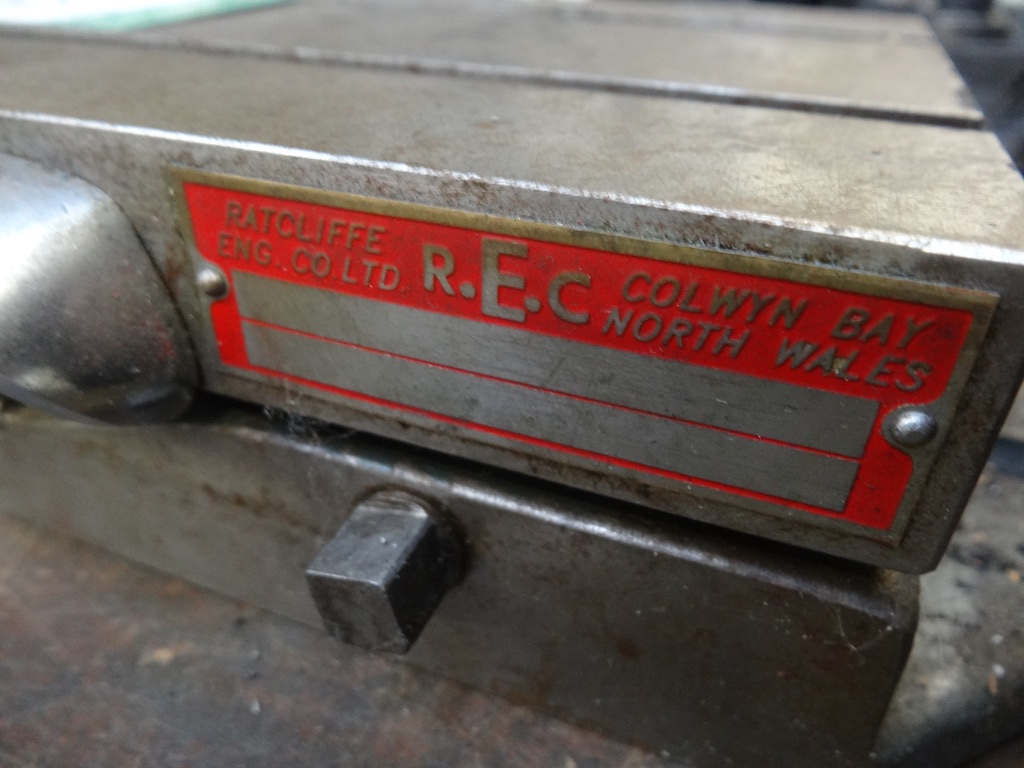 RATCLIFFE
ENG. CO. LTD.
R.E.C
COLWYN BAY
NORTH WALES